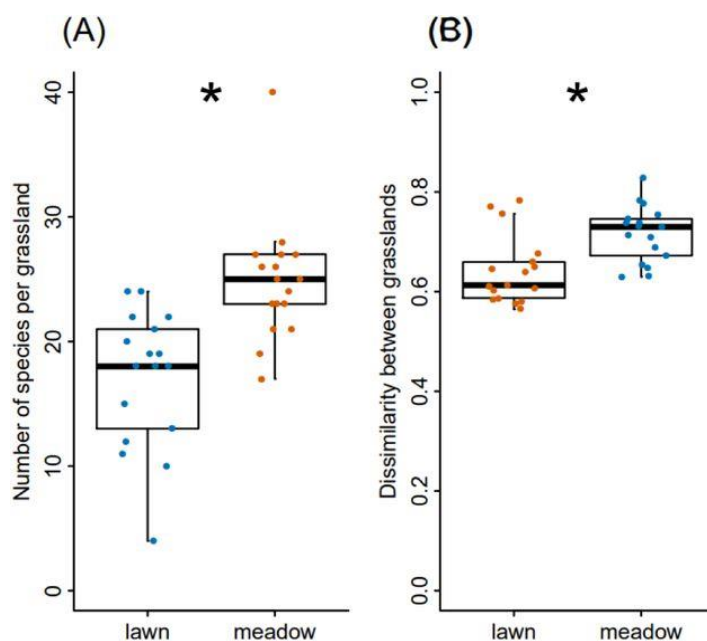 (A)
*
Number of species per grassland
40
30
20
10
0
lawn meadow
(B)
*
Dissimilarity between grasslands
1.0
0.8
0.6
0.4
0.2
0.0
lawn meadow